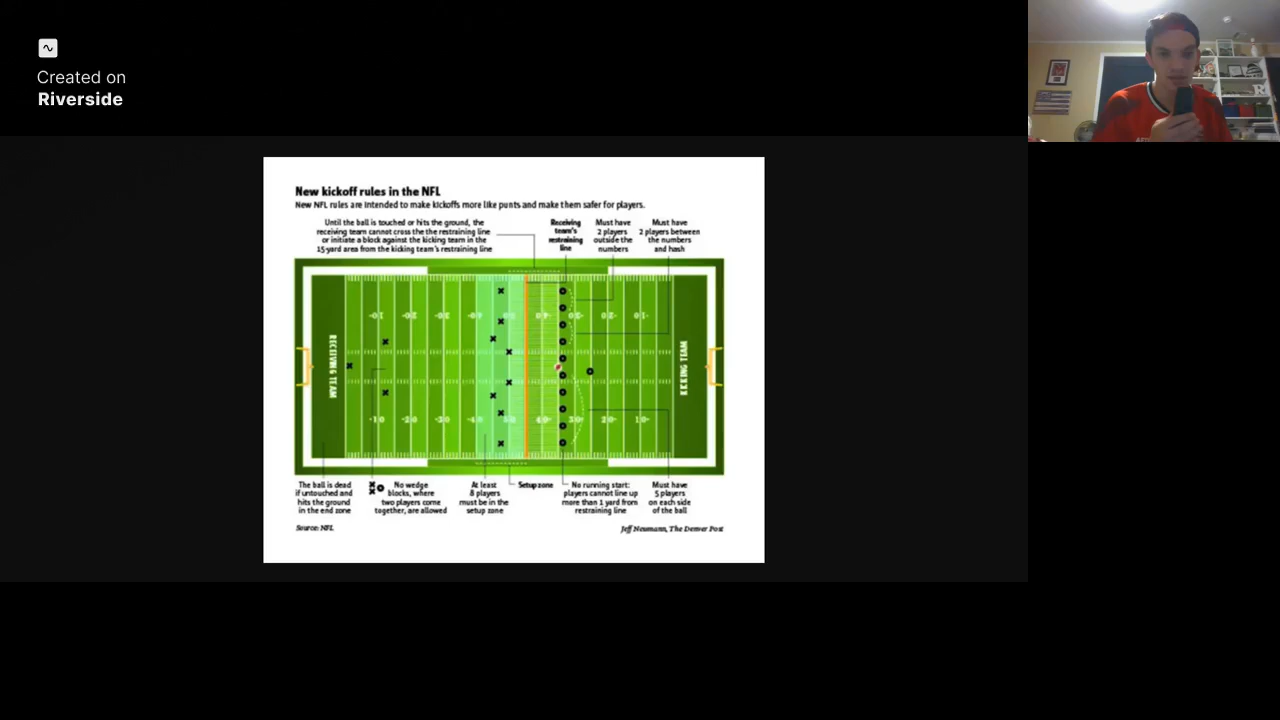 Created on
Riverside
New kickoff rules in the NFL
New NFL rules are intended to make kickoffs more like punts and make them safer for players.
Until the ball is touched or hits the ground, the
receiving team cannot cross the the restraining line
or initiate a block against the kicking team in the
15-yard area from the kicking team's restraining line
Receiving
team's
restraining
line
Must have
2 players
outside the
numbers
Must have
2 players between
the numbers
and hash
RECEIVING TEAM
KICKING TEAM
The ball is dead
if untouched and
hits the ground
in the end zone
No wedge
blocks, where
two players come
together, are allowed
At least
8 players
must be in the
setup zone
Setup zone
No running start:
players cannot line up
more than 1 yard from
restraining line
Must have
5 players
on each side
of the ball
Source: NFL
Jeff Neumann, The Denver Post